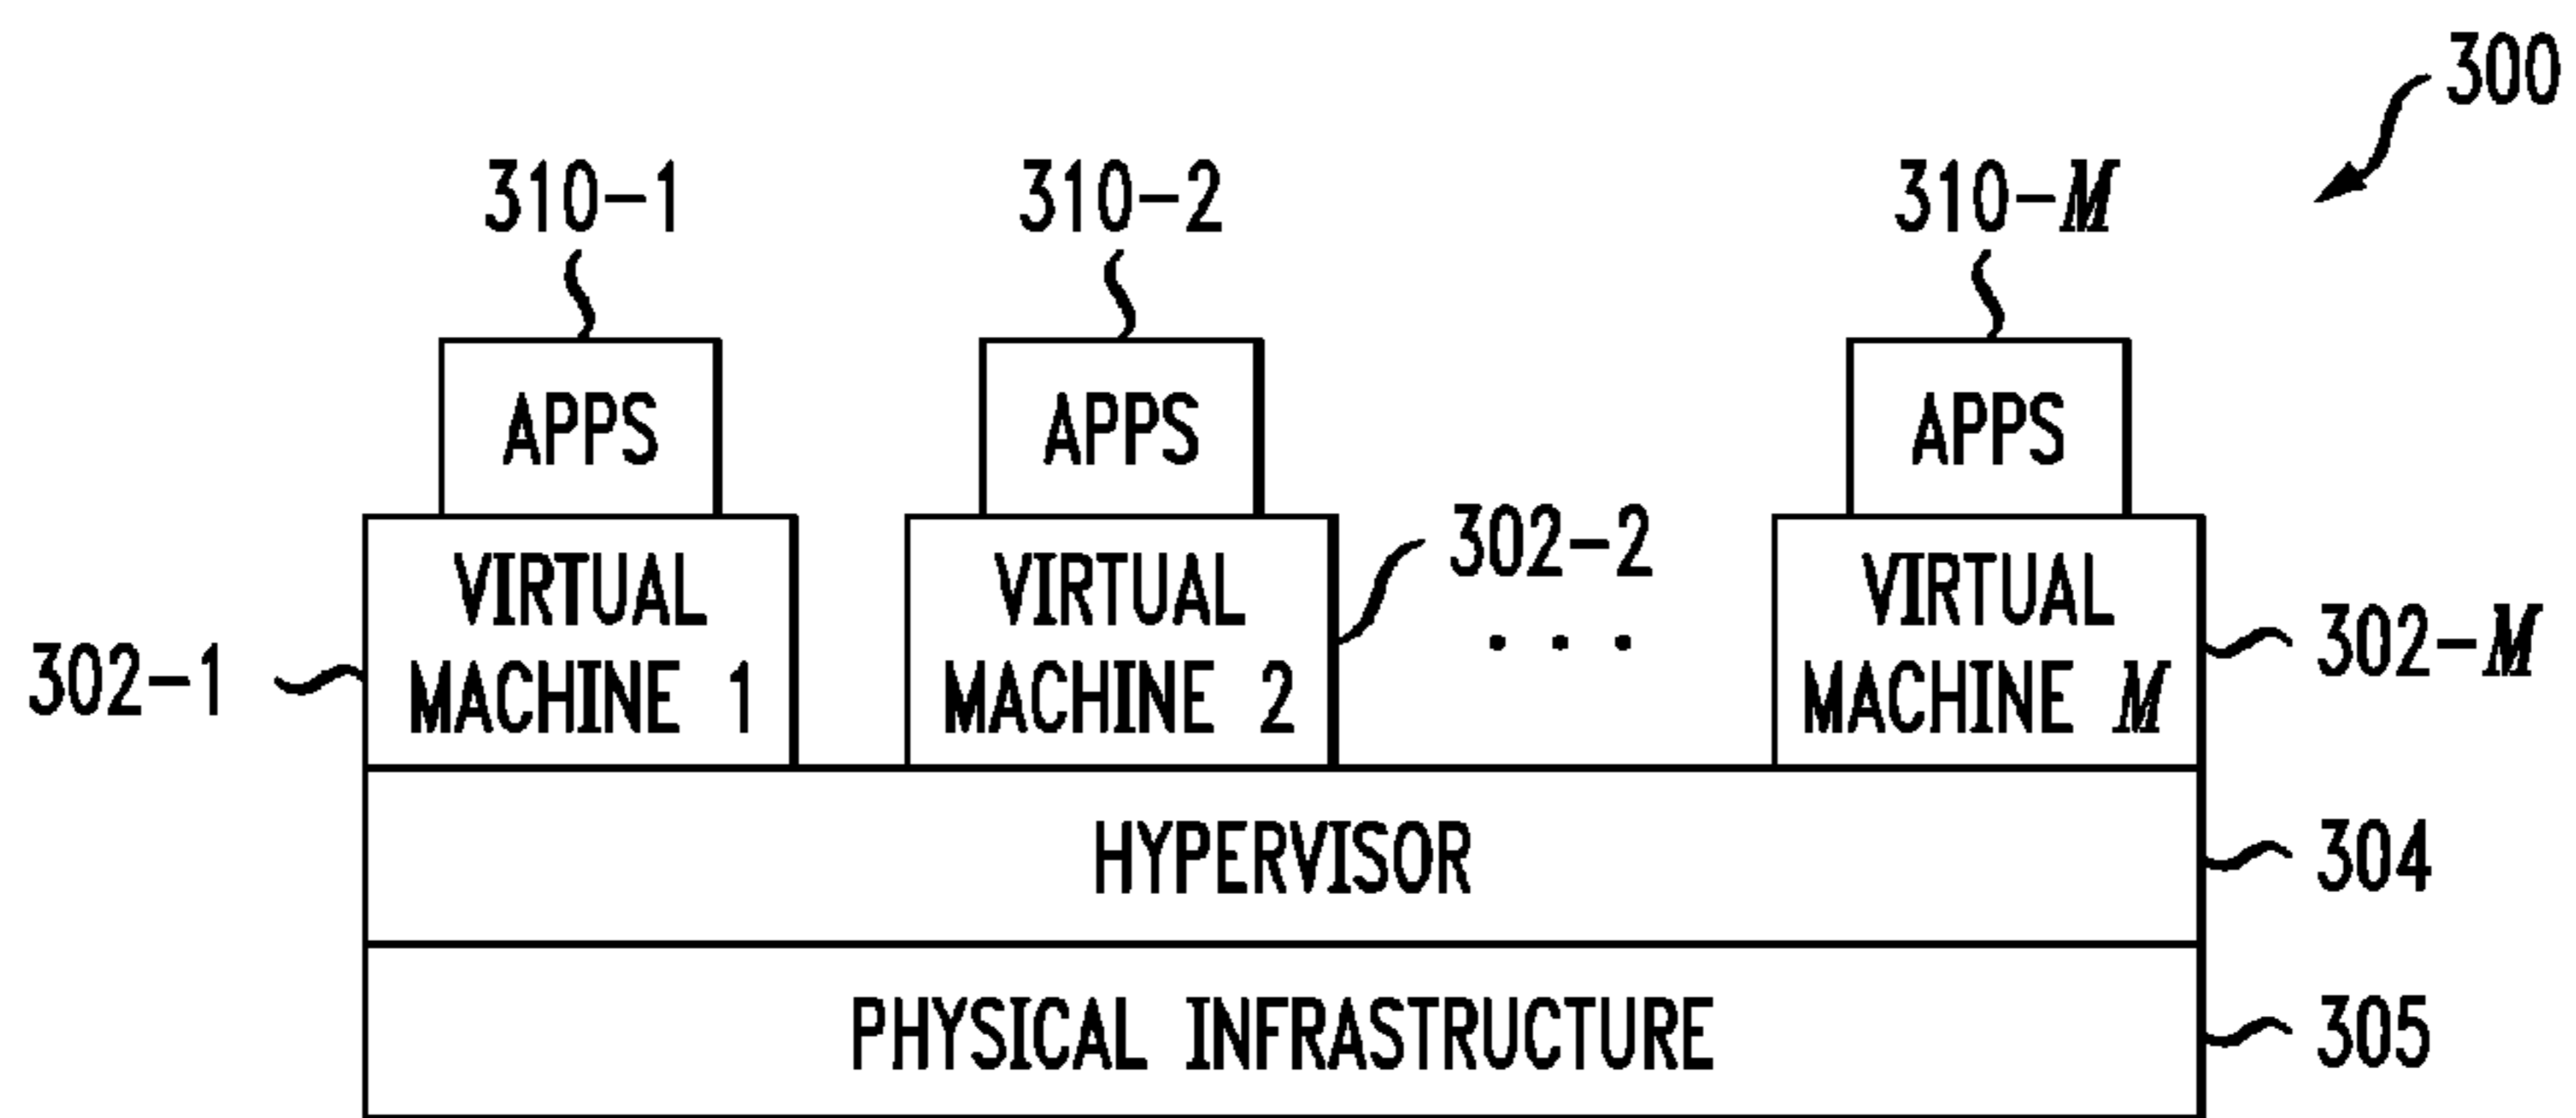 300
310-1
310-2
310-M
APPS
APPS
APPS
302-1
VIRTUAL
MACHINE 1
VIRTUAL
MACHINE 2
302-2
. . .
VIRTUAL
MACHINE M
302-M
HYPERVISOR
304
PHYSICAL INFRASTRUCTURE
305